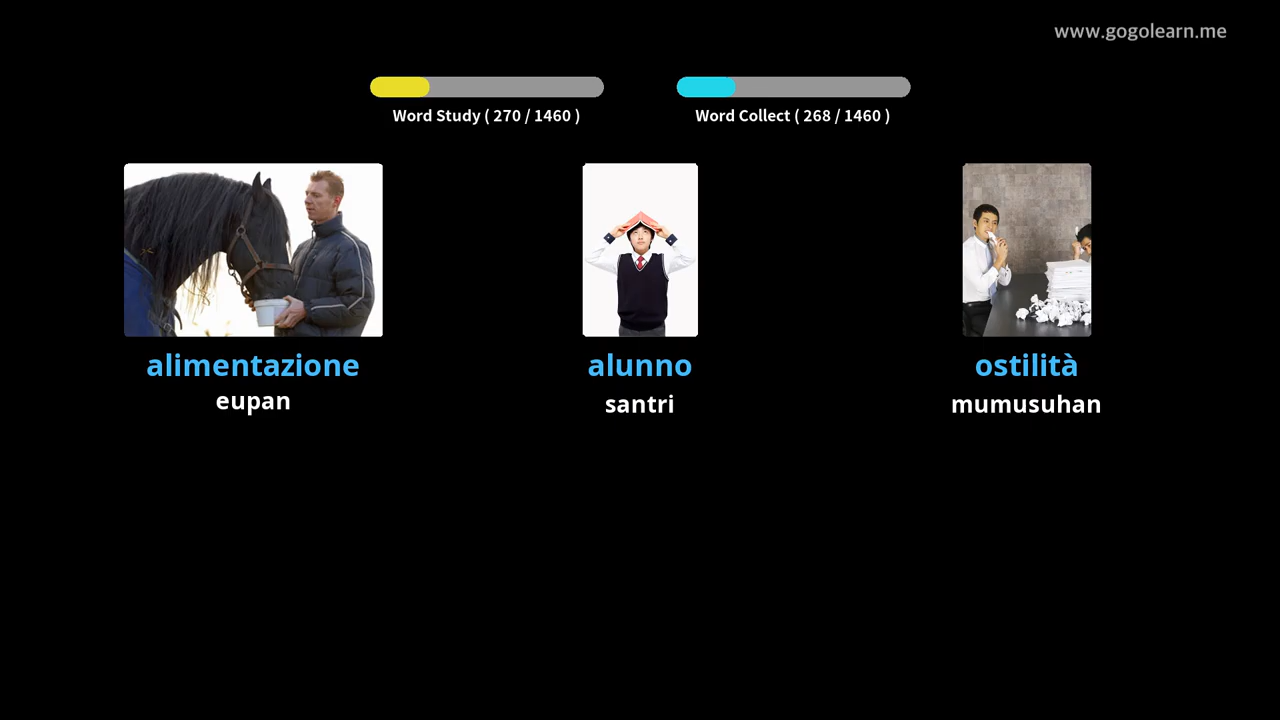 www.gogolearn.me
Word Study ( 270 / 1460 )
Word Collect ( 268 / 1460 )
alimentazione
eupan
alunno
santri
ostilità
mumusuhan